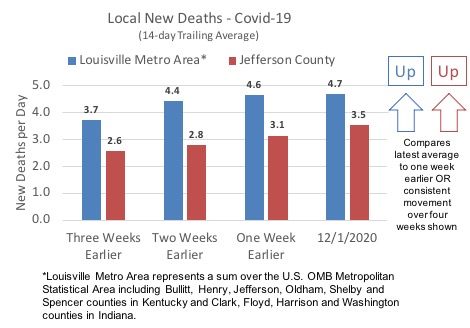 Local New Deaths - Covid-19
(14-day Trailing Average)
Louisville Metro Area*
Jefferson County
Up
Up
5.0
4.0
3.0
2.0
1.0
0.0
New Deaths per Day
3.7
2.6
4.4
2.8
4.6
3.1
4.7
3.5
Three Weeks
Earlier
Two Weeks
Earlier
One Week
Earlier
12/1/2020
Compares
latest average
to one week
earlier OR
consistent
movement
over four
weeks shown
*Louisville Metro Area represents a sum over the U.S. OMB Metropolitan
Statistical Area including Bullitt, Henry, Jefferson, Oldham, Shelby and
Spencer counties in Kentucky and Clark, Floyd, Harrison and Washington
counties in Indiana.